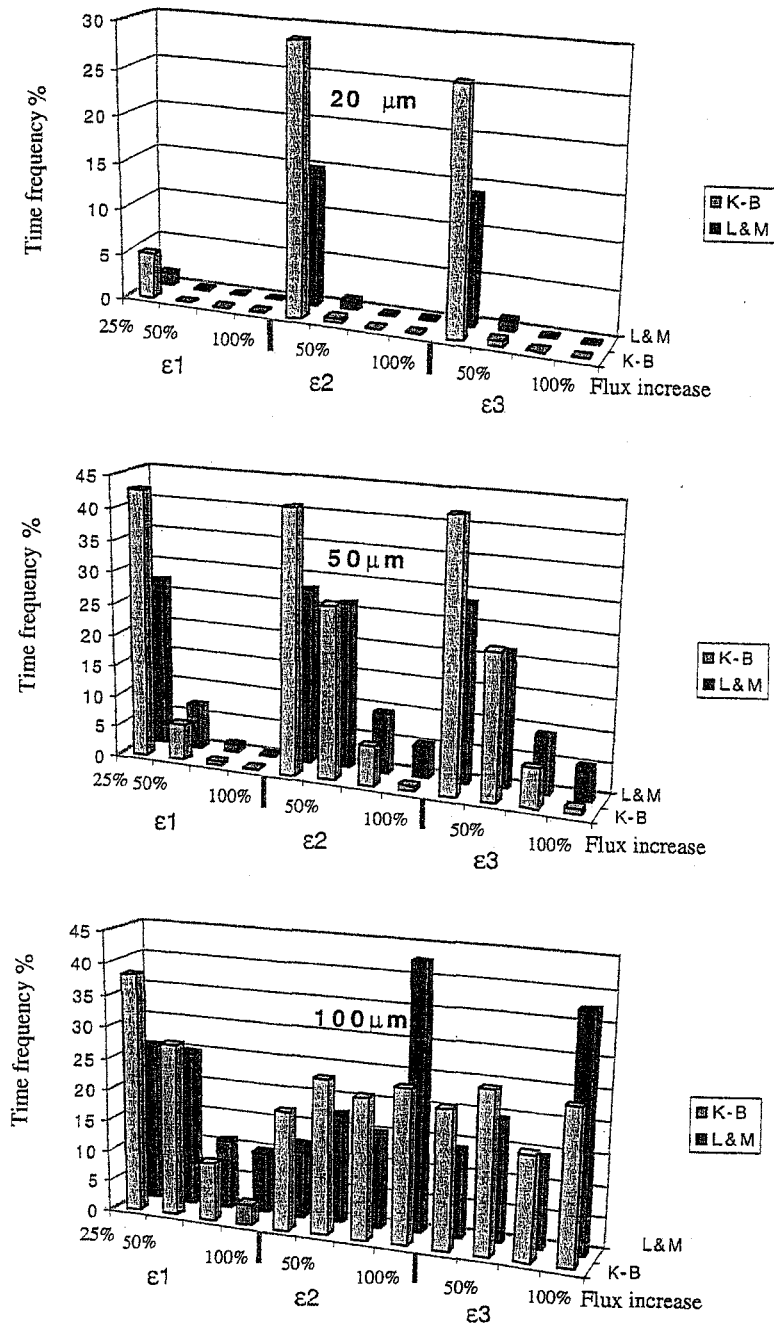 Time frequency %
30
25
20
15
10
5
0
20 μm
K-B
L&M
25% 50% 100% 50% 100% 50% 100%
ε1 ε2 ε3
L&M
K-B
Flux increase
Time frequency %
45
40
35
30
25
20
15
10
5
0
50μm
K-B
L&M
25% 50% 100% 50% 100% 50% 100%
ε1 ε2 ε3
L&M
K-B
Flux increase
Time frequency %
45
40
35
30
25
20
15
10
5
0
100μm
K-B
L&M
25% 50% 100% 50% 100% 50% 100%
ε1 ε2 ε3
L&M
K-B
Flux increase